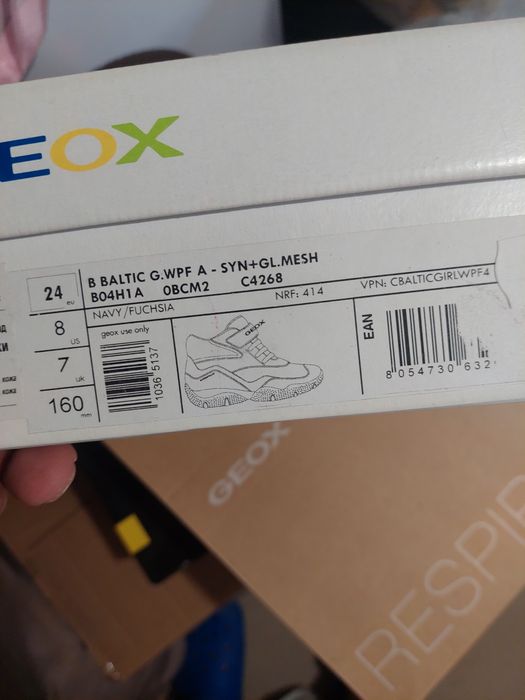 EOX
24 eu
8 us
7 uk
160 mm
B BALTIC G.WPF A - SYN+GL.MESH
B04H1A 0BCM2 C4268
NAVY/FUCHSIA NRF: 414 VPN: CBALTICGIRLWPF4
geox use only
1036 5137
GEOX
EAN
8 054730 632
GEOX
RESPIR